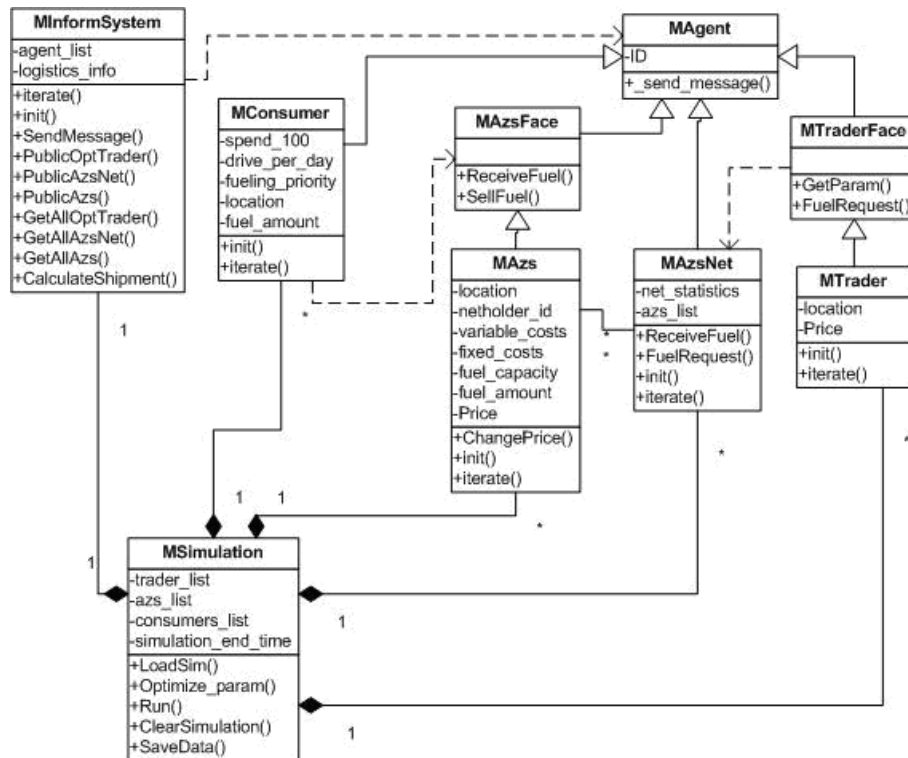 MInformSystem
-agent_list
-logistics_info
+iterate()
+init()
+SendMessage()
+PublicOptTrader()
+PublicAzsNet()
+PublicAzs()
+GetAllOptTrader()
+GetAllAzsNet()
+GetAllAzs()
+CalculateShipment()
MConsumer
-spend_100
-drive_per_day
-fueling_priority
-location
-fuel_amount
+init()
+iterate()
MAgent
-ID
+_send_message()
MAzsFace
+ReceiveFuel()
+SellFuel()
MTraderFace
+GetParam()
+FuelRequest()
MAzs
-location
-netholder_id
-variable_costs
-fixed_costs
-fuel_capacity
-fuel_amount
-Price
+ChangePrice()
+init()
+iterate()
MAzsNet
-net_statistics
-azs_list
+ReceiveFuel()
+FuelRequest()
+init()
+iterate()
MTrader
-location
-Price
+init()
+iterate()
1
*
*
*
*
*
*
1
1
1
1
1
MSimulation
-trader_list
-azs_list
-consumers_list
-simulation_end_time
+LoadSim()
+Optimize_param()
+Run()
+ClearSimulation()
+SaveData()